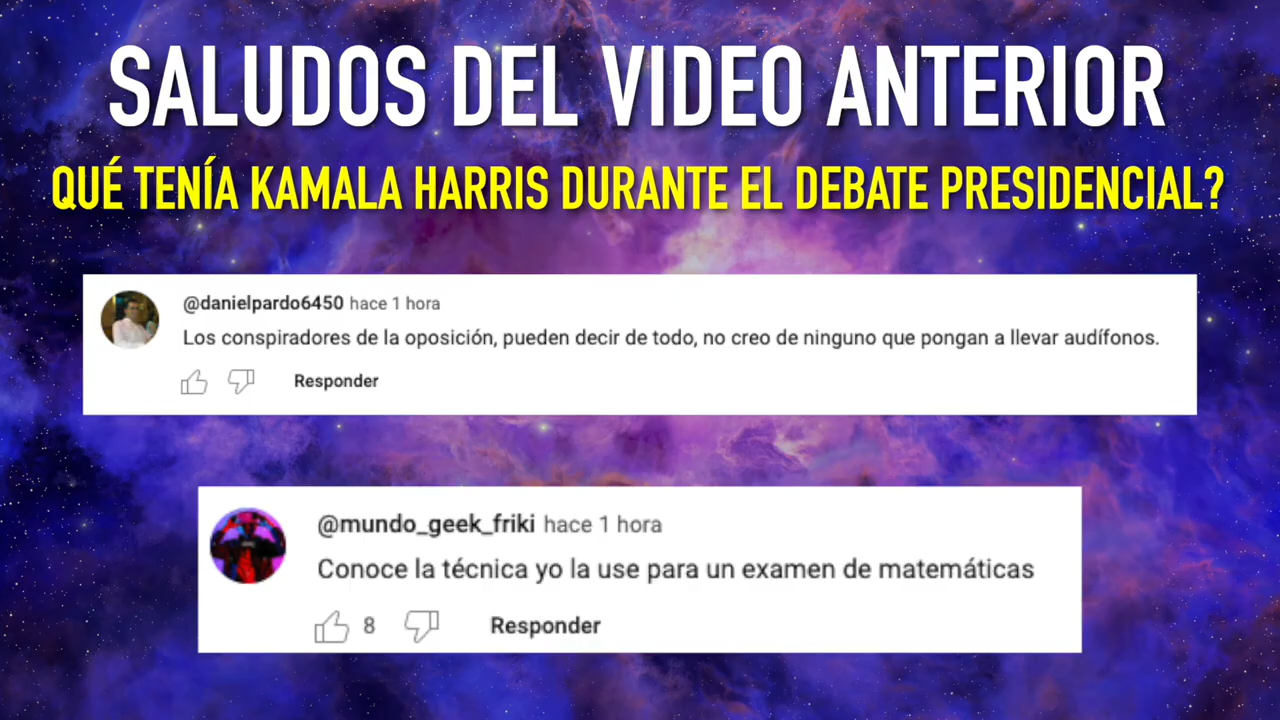 SALUDOS DEL VIDEO ANTERIOR
QUÉ TENÍA KAMALA HARRIS DURANTE EL DEBATE PRESIDENCIAL?
@danielpardo6450 hace 1 hora
Los conspiradores de la oposición, pueden decir de todo, no creo de ninguno que pongan a llevar audífonos.
Responder
@mundo_geek_friki hace 1 hora
Conoce la técnica yo la use para un examen de matemáticas
8 Responder